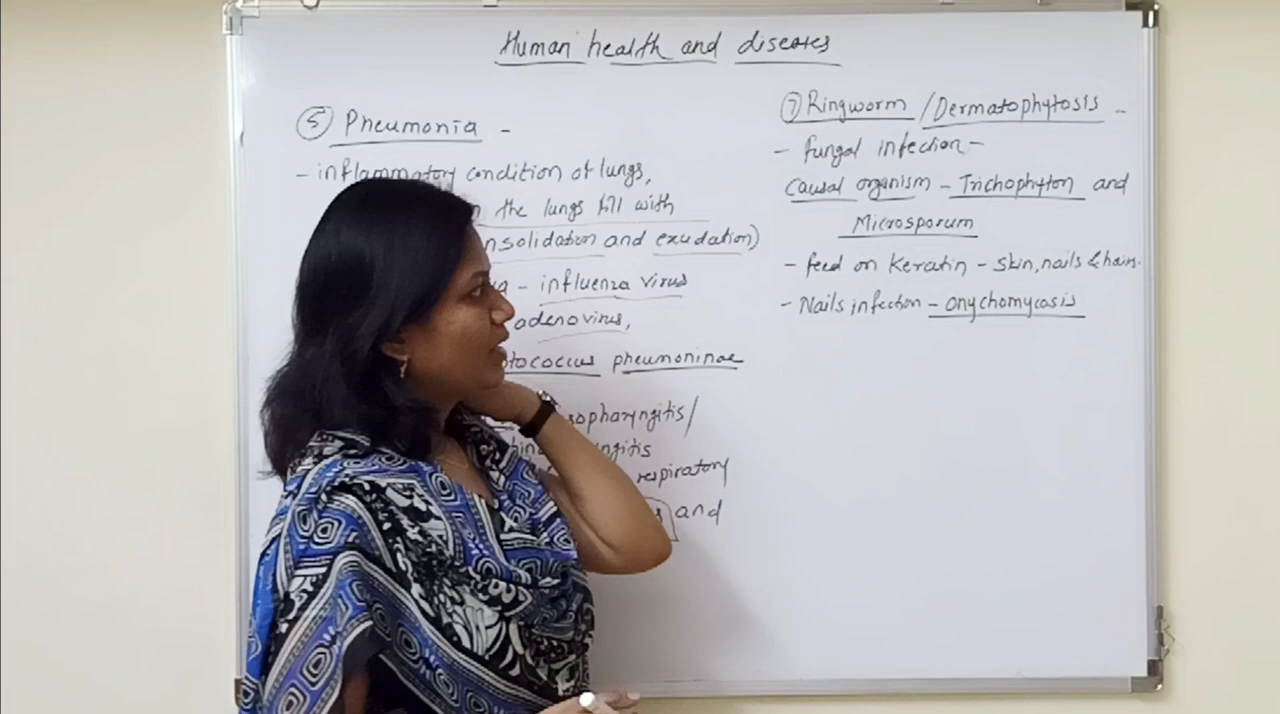 Human health and diseases
⑤ Pneumonia -
- inflammatory condition of lungs,
the lungs fill with
nsolidation and exudation)
- influenza virus
adenovirus,
tococcus pneumoninae
sopharyngitis/
ngitis
respiratory
and
⑦ Ringworm / Dermatophytosis -
- fungal infection -
causal organism - Trichophyton and
Microsporum
- feed on Keratin - skin, nails & hairs.
- Nails infection - onychomycosis